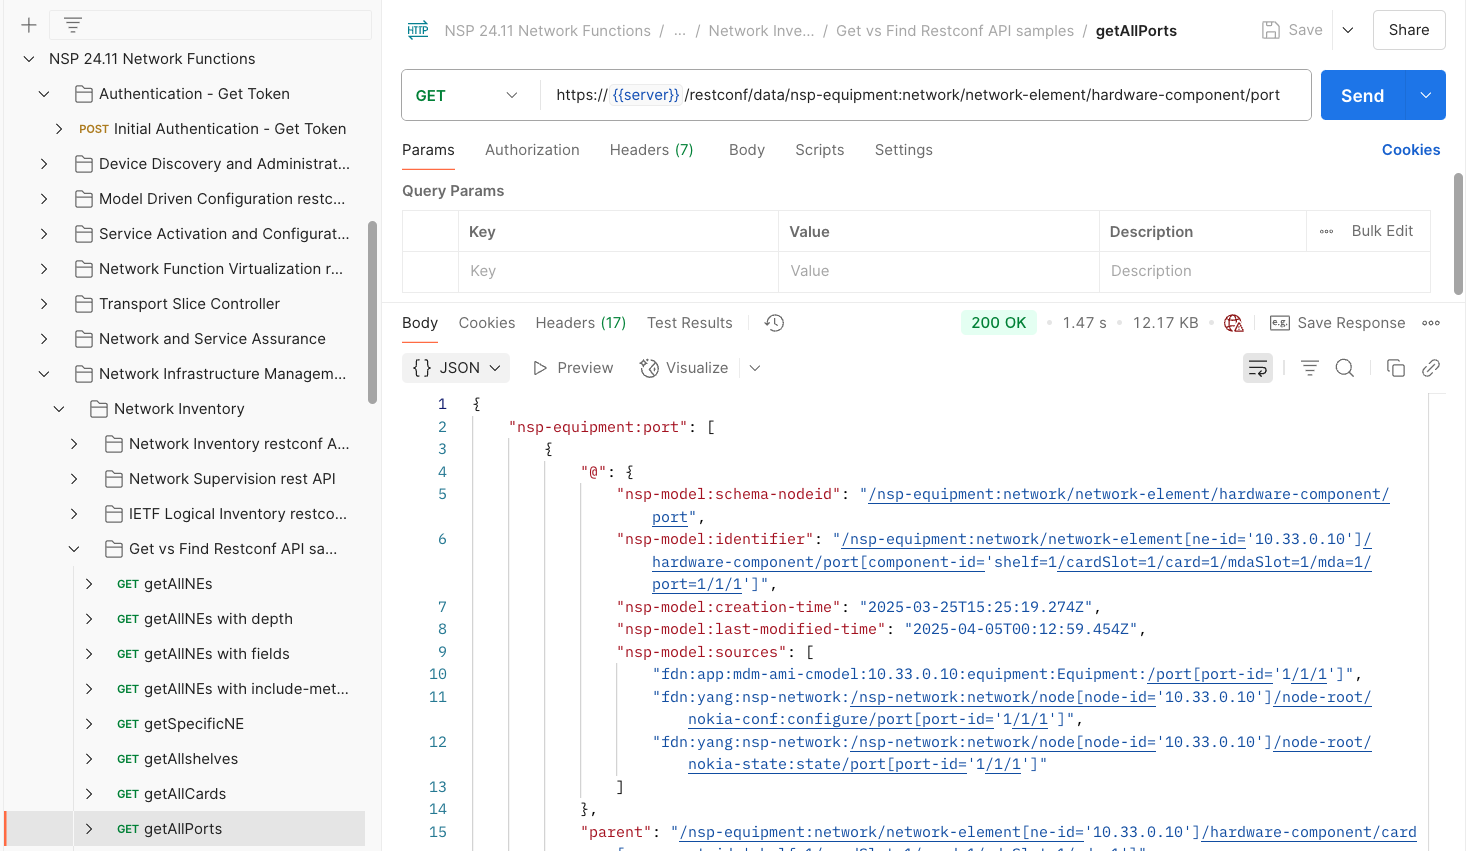 NSP 24.11 Network Functions
Authentication - Get Token
POST Initial Authentication - Get Token
Device Discovery and Administrat...
Model Driven Configuration restc...
Service Activation and Configurat...
Network Function Virtualization r...
Transport Slice Controller
Network and Service Assurance
Network Infrastructure Managem...
Network Inventory
Network Inventory restconf A...
Network Supervision rest API
IETF Logical Inventory restco...
Get vs Find Restconf API sa...
GET getAllNEs
GET getAllNEs with depth
GET getAllNEs with fields
GET getAllNEs with include-met...
GET getSpecificNE
GET getAllshelves
GET getAllCards
GET getAllPorts
HTTP NSP 24.11 Network Functions / ... / Network Inve... / Get vs Find Restconf API samples / getAllPorts Save Share
GET https:// {{server}} /restconf/data/nsp-equipment:network/network-element/hardware-component/port Send
Params Authorization Headers (7) Body Scripts Settings Cookies
Query Params
Key Value Description Bulk Edit
Key Value Description
Body Cookies Headers (17) Test Results 200 OK • 1.47 s • 12.17 KB • e.g. Save Response
{} JSON Preview Visualize
1 {
2 "nsp-equipment:port": [
3 {
4 "@": {
5 "nsp-model:schema-nodeid": "/nsp-equipment:network/network-element/hardware-component/
port",
6 "nsp-model:identifier": "/nsp-equipment:network/network-element[ne-id='10.33.0.10']/
hardware-component/port[component-id='shelf=1/cardSlot=1/card=1/mdaSlot=1/mda=1/
port=1/1/1']",
7 "nsp-model:creation-time": "2025-03-25T15:25:19.274Z",
8 "nsp-model:last-modified-time": "2025-04-05T00:12:59.454Z",
9 "nsp-model:sources": [
10 "fdn:app:mdm-ami-cmodel:10.33.0.10:equipment:Equipment:/port[port-id='1/1/1']",
11 "fdn:yang:nsp-network:/nsp-network:network/node[node-id='10.33.0.10']/node-root/
nokia-conf:configure/port[port-id='1/1/1']",
12 "fdn:yang:nsp-network:/nsp-network:network/node[node-id='10.33.0.10']/node-root/
nokia-state:state/port[port-id='1/1/1']"
13 ]
14 },
15 "parent": "/nsp-equipment:network/network-element[ne-id='10.33.0.10']/hardware-component/card